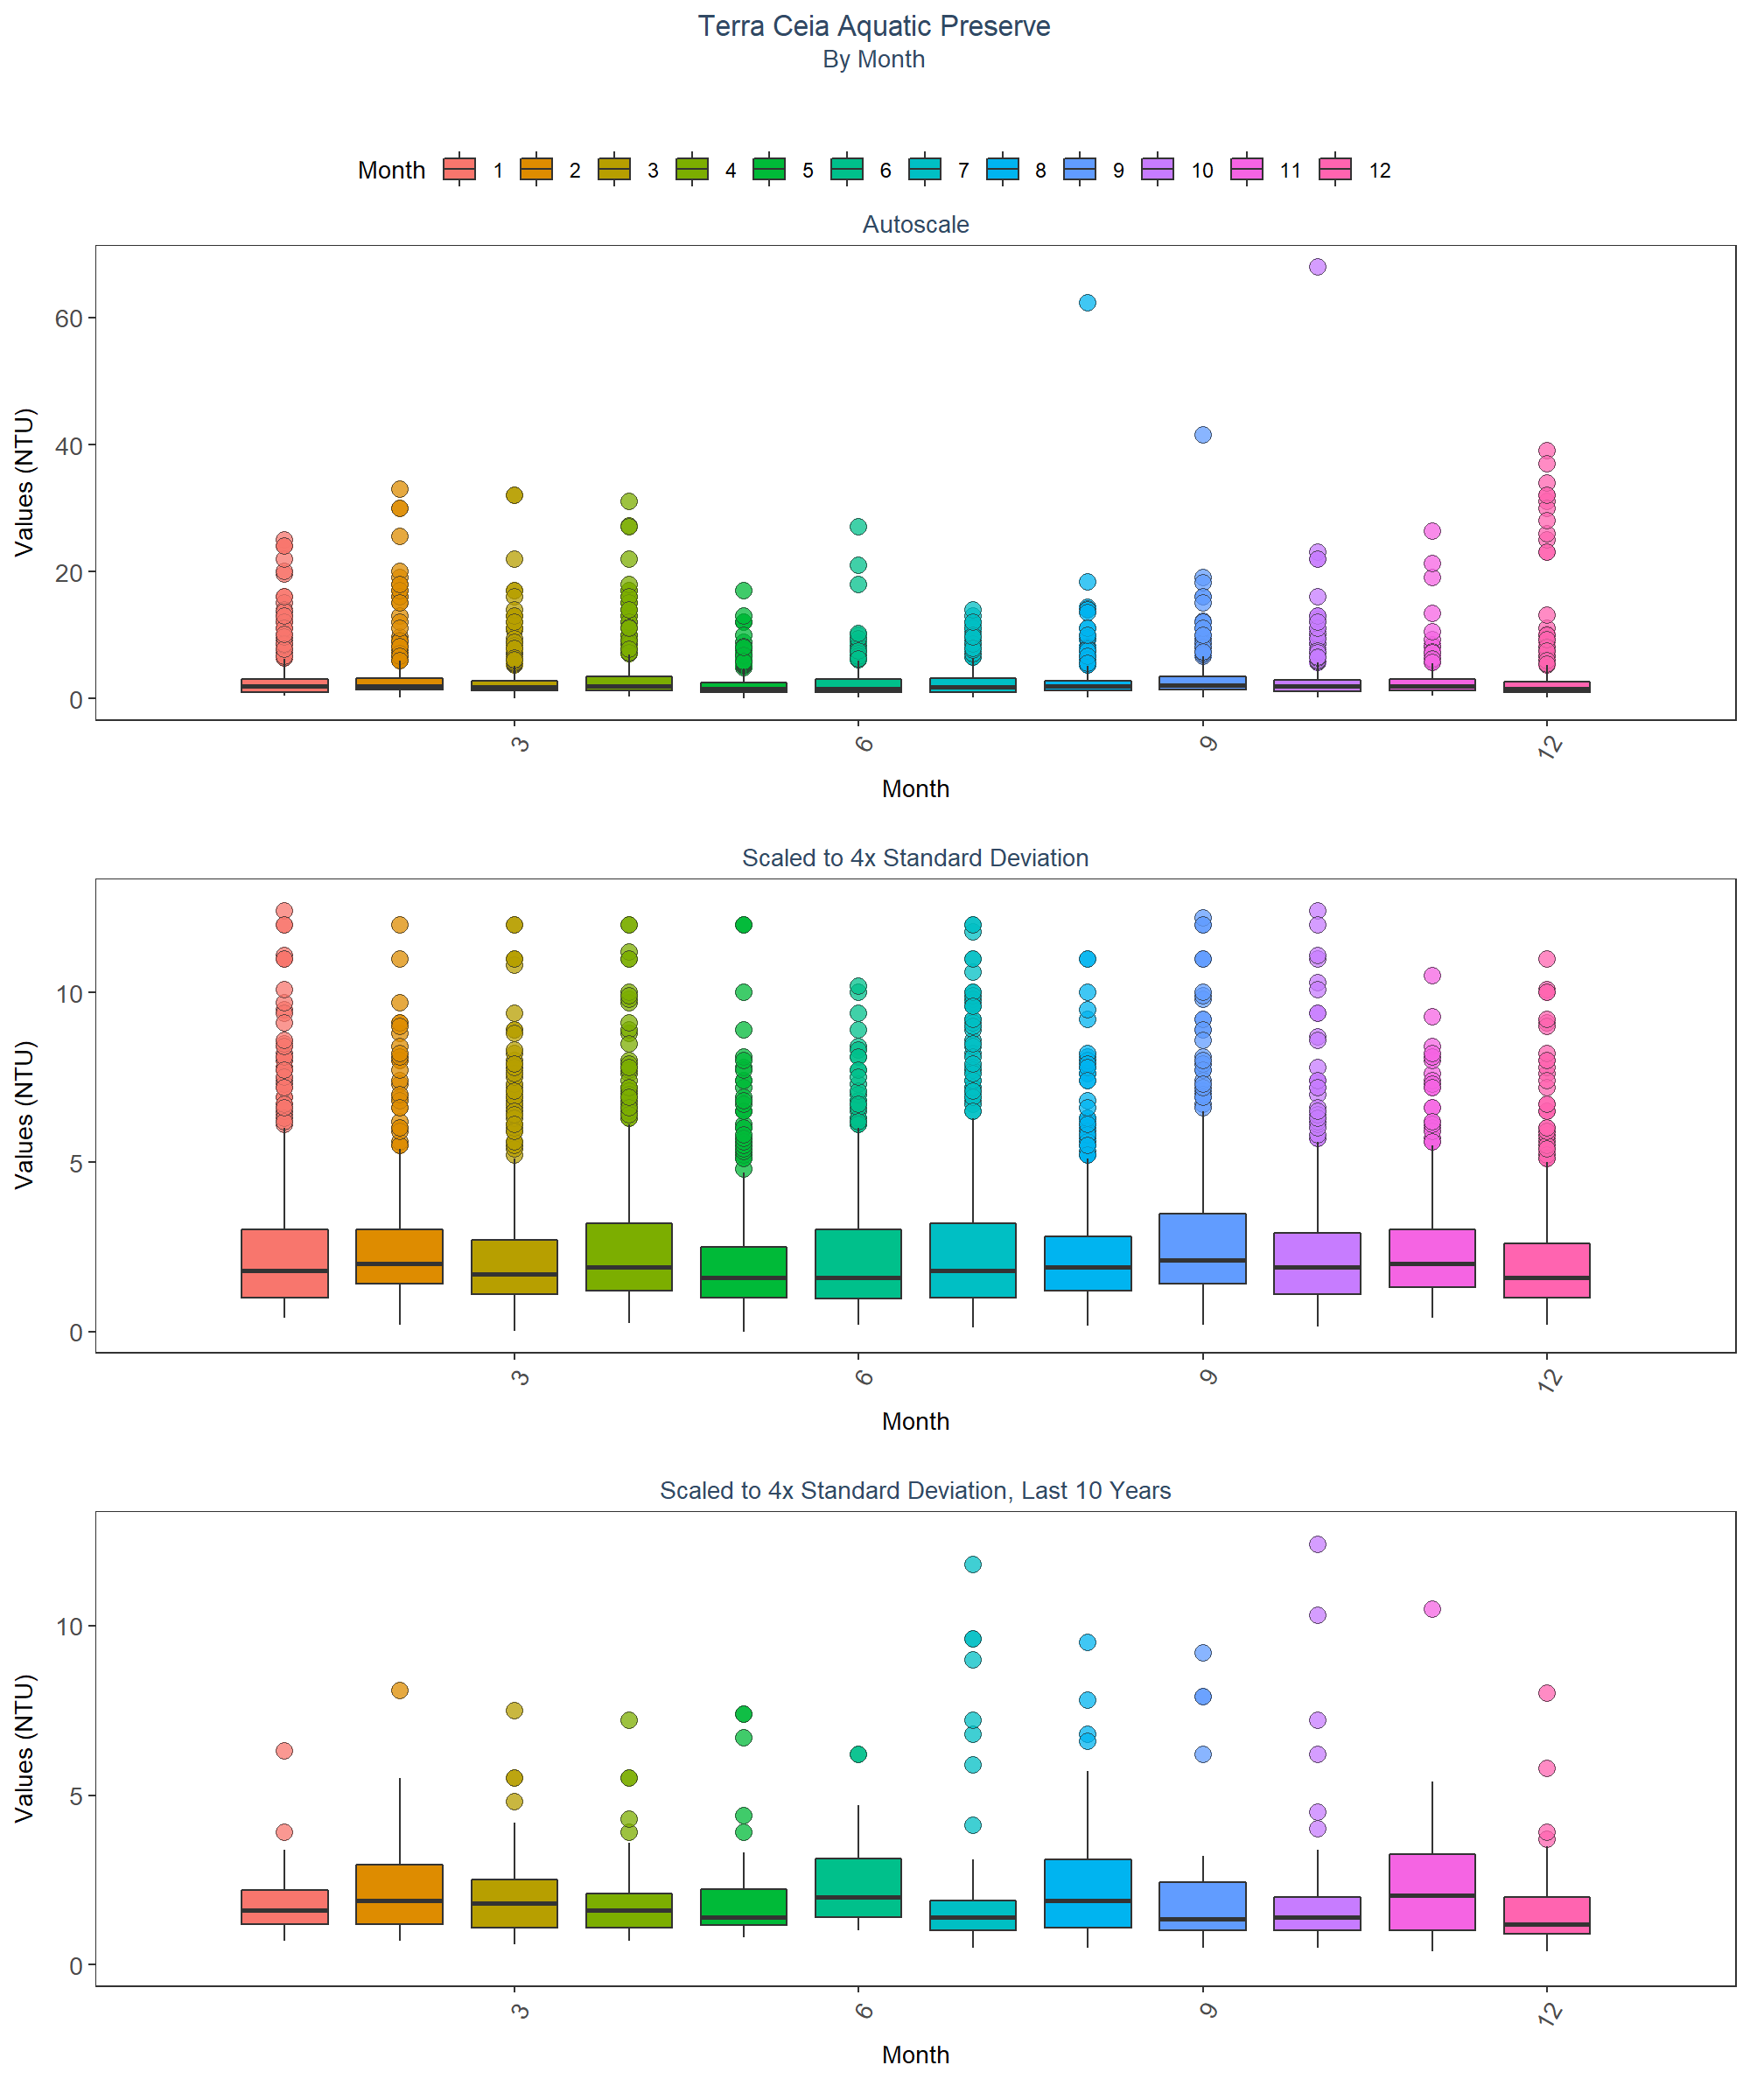 Terra Ceia Aquatic Preserve
By Month
Month 1 2 3 4 5 6 7 8 9 10 11 12
Autoscale
Values (NTU)
60
40
20
0
3 6 9 12
Month
Scaled to 4x Standard Deviation
Values (NTU)
10
5
0
3 6 9 12
Month
Scaled to 4x Standard Deviation, Last 10 Years
Values (NTU)
10
5
0
3 6 9 12
Month